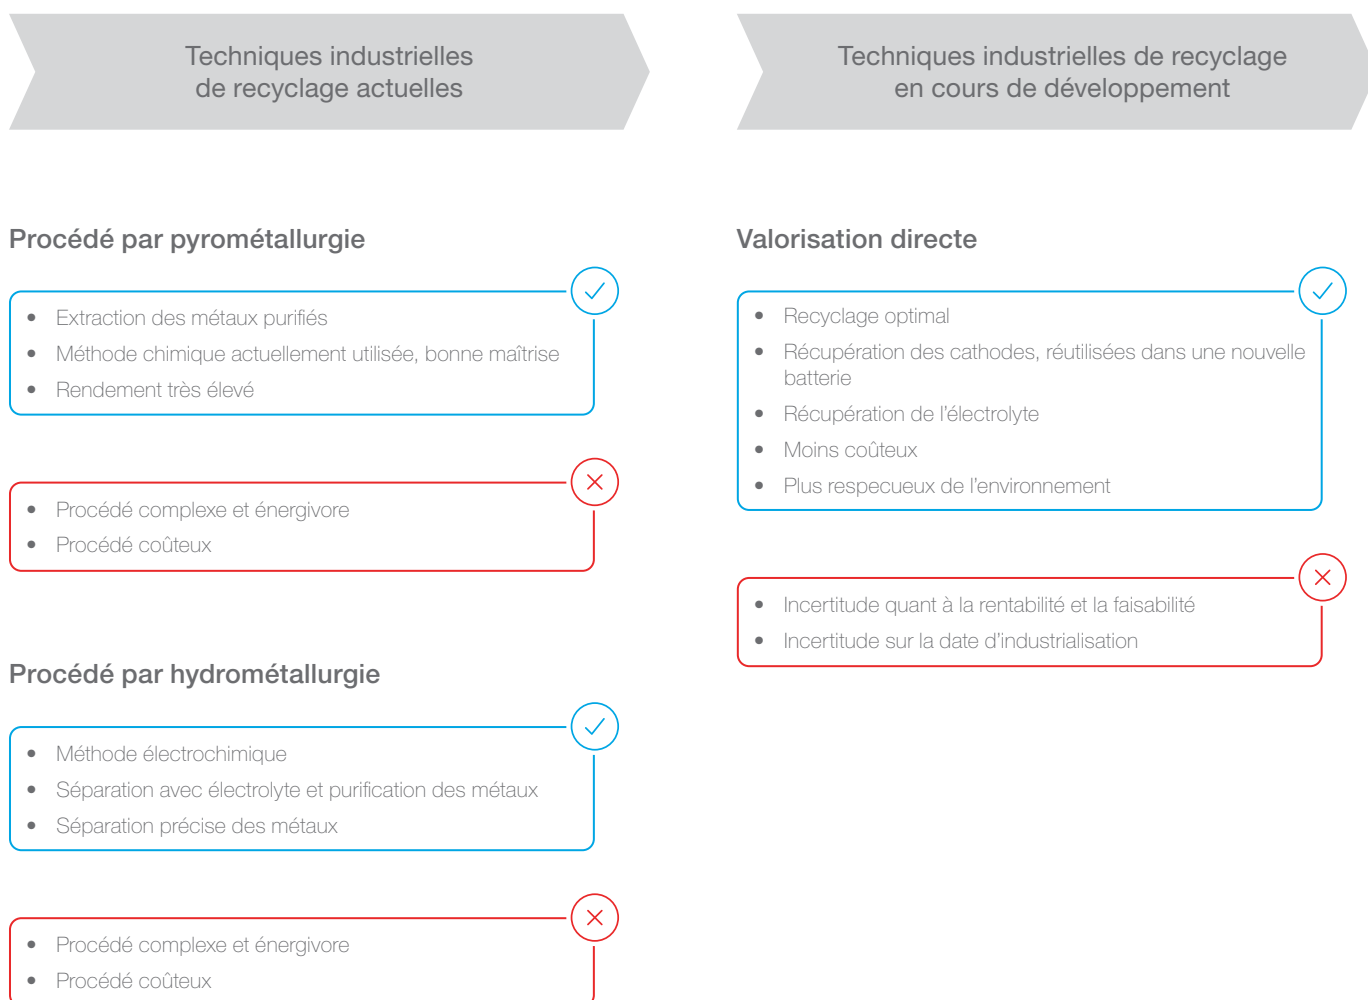 Techniques industrielles
de recyclage actuelles
Procédé par pyrométallurgie
• Extraction des métaux purifiés
• Méthode chimique actuellement utilisée, bonne maîtrise
• Rendement très élevé
• Procédé complexe et énergivore
• Procédé coûteux
Procédé par hydrométallurgie
• Méthode électrochimique
• Séparation avec électrolyte et purification des métaux
• Séparation précise des métaux
• Procédé complexe et énergivore
• Procédé coûteux
Techniques industrielles de recyclage
en cours de développement
Valorisation directe
• Recyclage optimal
• Récupération des cathodes, réutilisées dans une nouvelle
batterie
• Récupération de l’électrolyte
• Moins coûteux
• Plus respecueux de l’environnement
• Incertitude quant à la rentabilité et la faisabilité
• Incertitude sur la date d’industrialisation